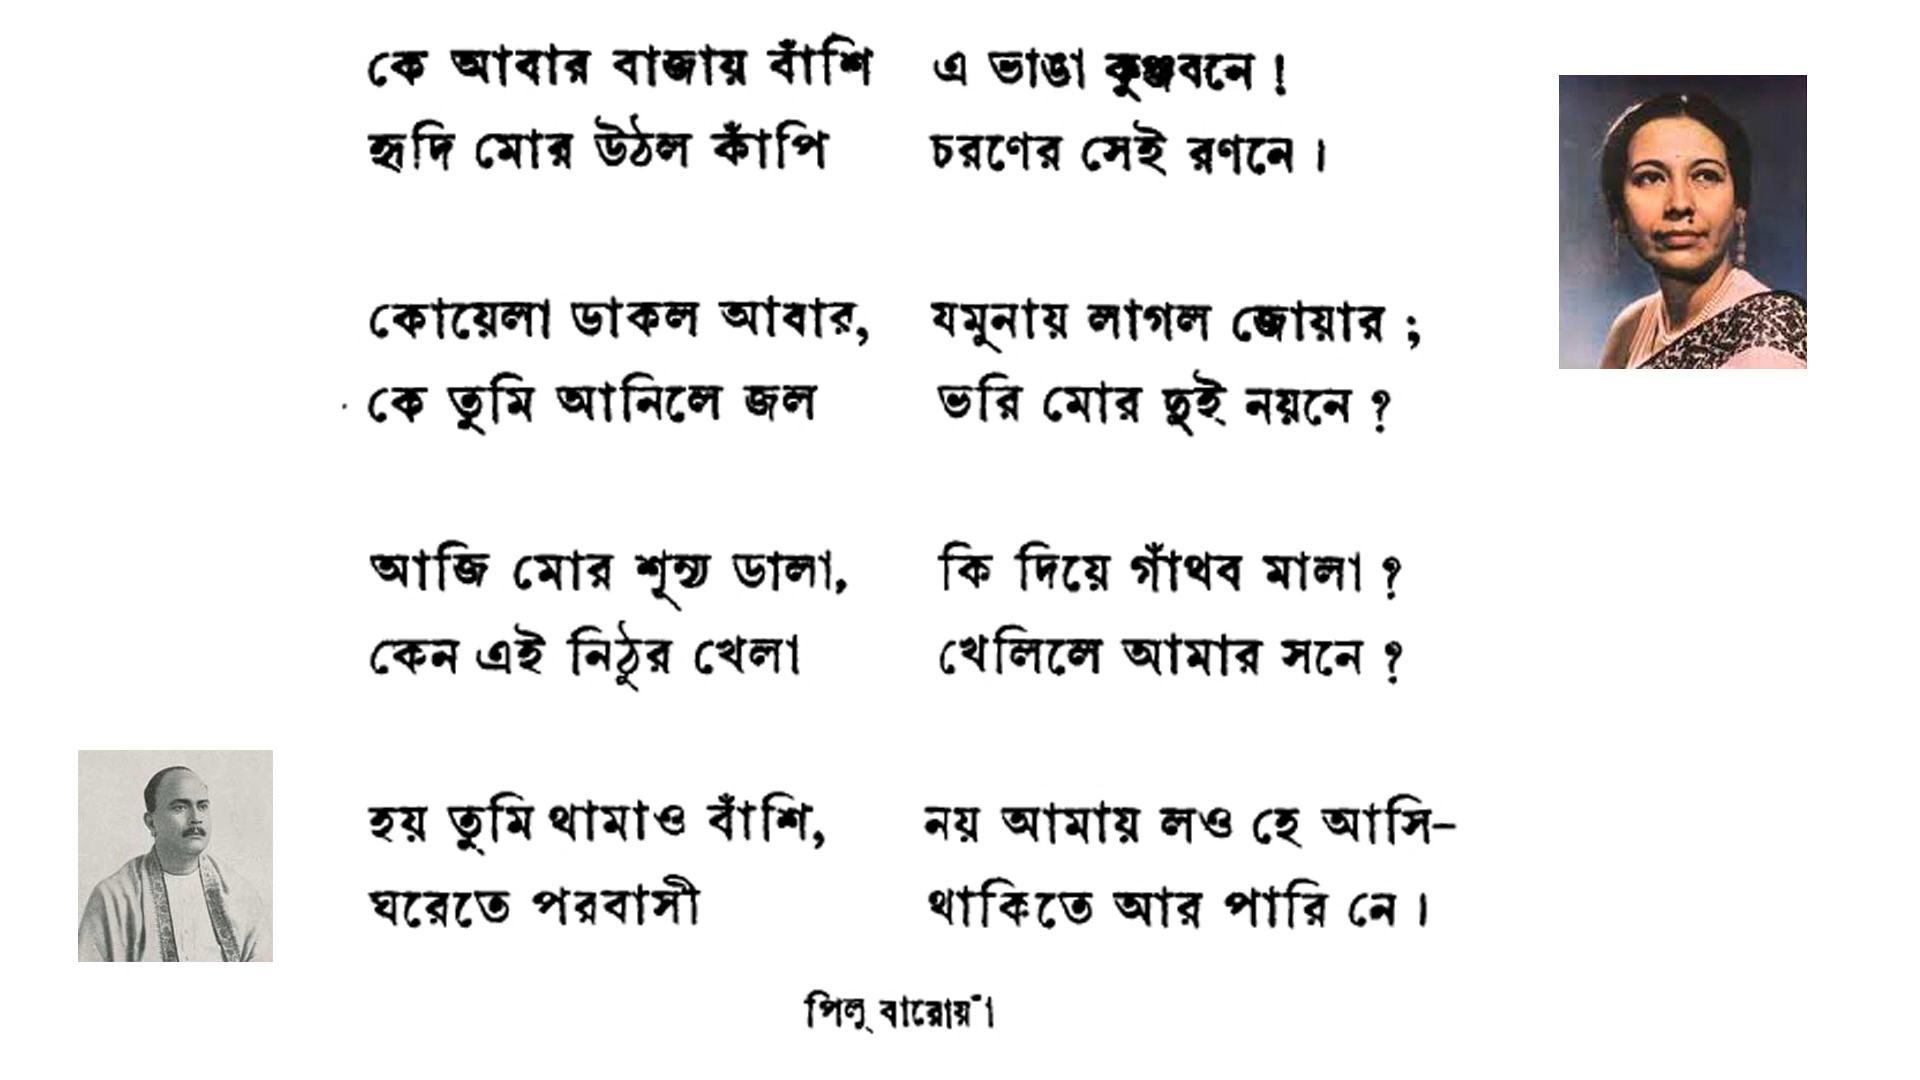 কে আবার বাজায় বাঁশি এ ভাঙা কুঞ্জবনে !
হৃদি মোর উঠল কাঁপি চরণের সেই রণনে ।
কোয়েলা ডাকল আবার, যমুনায় লাগল জোয়ার ;
কে তুমি আনিলে জল ভরি মোর দুই নয়নে ?
আজি মোর শূন্য ডালা, কি দিয়ে গাঁথব মালা ?
কেন এই নিঠুর খেলা খেলিলে আমার সনে ?
হয় তুমি থামাও বাঁশি, নয় আমায় লও হে আসি–
ঘরেতে পরবাসী থাকিতে আর পারি নে ।
পিলু বারোয়াঁ